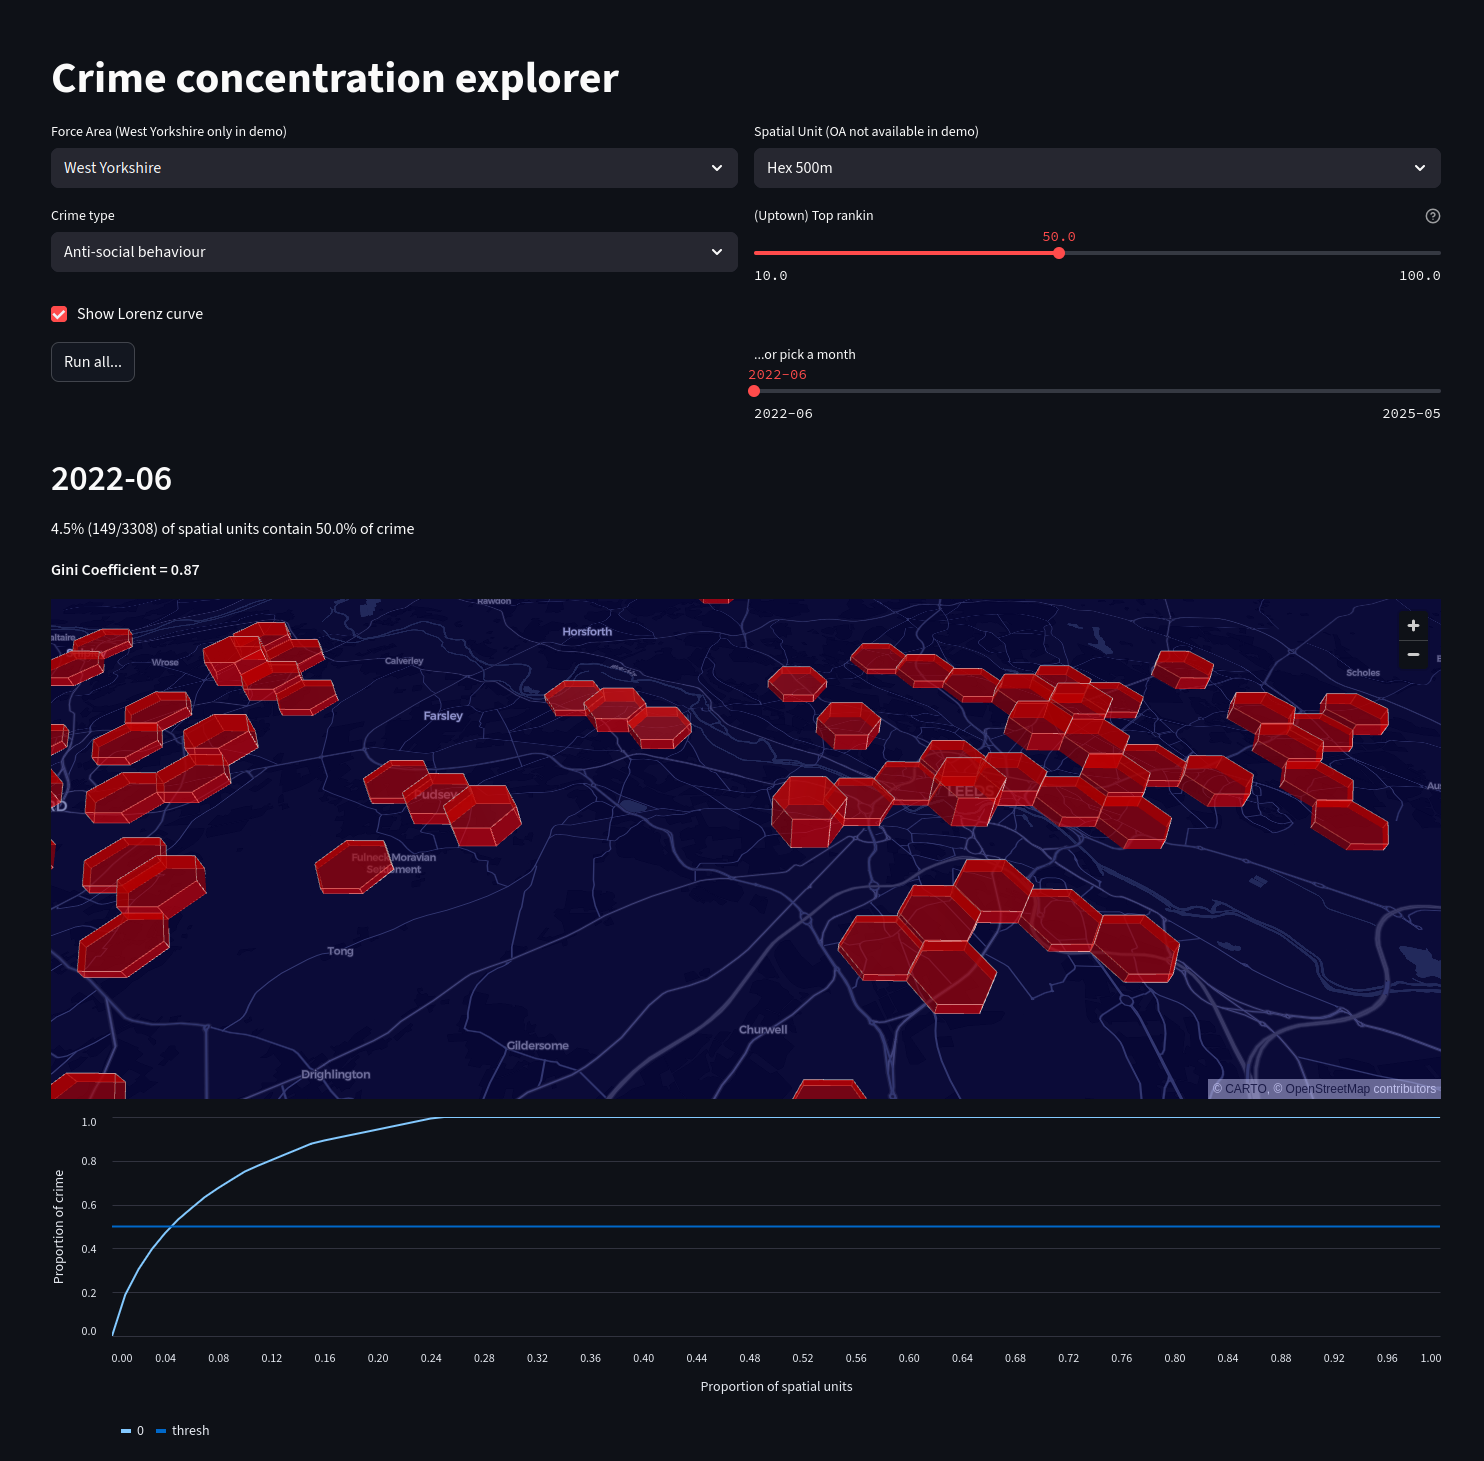 Crime concentration explorer
Force Area (West Yorkshire only in demo)
Spatial Unit (OA not available in demo)
West Yorkshire
Hex 500m
Crime type
(Uptown) Top rankin
Anti-social behaviour
50.0
10.0
100.0
Show Lorenz curve
Run all...
...or pick a month
2022-06
2022-06
2025-05
2022-06
4.5% (149/3308) of spatial units contain 50.0% of crime
Gini Coefficient = 0.87
Rawdon
Horsforth
Wrose
Calverley
Scholes
Farsley
Pudsey
LEEDS
Fulneck Moravian
Settlement
Tong
Churwell
Gildersome
Drighlington
+
−
© CARTO, © OpenStreetMap contributors
1.0
0.8
0.6
0.4
0.2
0.0
Proportion of crime
0.00 0.04 0.08 0.12 0.16 0.20 0.24 0.28 0.32 0.36 0.40 0.44 0.48 0.52 0.56 0.60 0.64 0.68 0.72 0.76 0.80 0.84 0.88 0.92 0.96 1.00
Proportion of spatial units
0 thresh